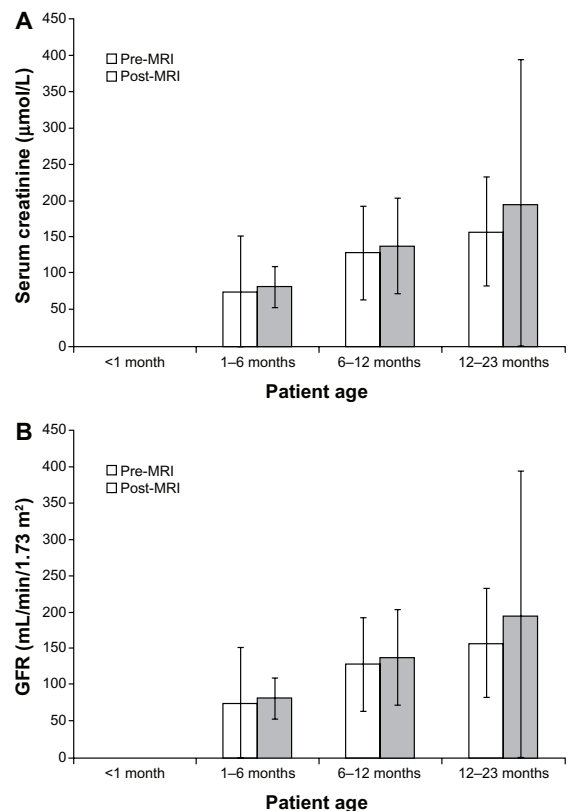 A
Serum creatinine (μmol/L)
450
400
350
300
250
200
150
100
50
0
Pre-MRI
Post-MRI
<1 month
1–6 months
6–12 months
12–23 months
Patient age
B
GFR (mL/min/1.73 m²)
450
400
350
300
250
200
150
100
50
0
Pre-MRI
Post-MRI
<1 month
1–6 months
6–12 months
12–23 months
Patient age